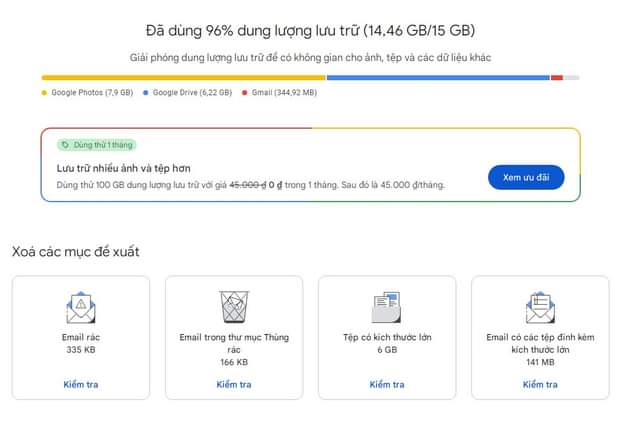 Đã dùng 96% dung lượng lưu trữ (14,46 GB/15 GB)
Giải phóng dung lượng lưu trữ để có không gian cho ảnh, tệp và các dữ liệu khác
Google Photos (7,9 GB) Google Drive (6,22 GB) Gmail (344,92 MB)
Dùng thử 1 tháng
Lưu trữ nhiều ảnh và tệp hơn
Dùng thử 100 GB dung lượng lưu trữ với giá 45.000 ₫ 0 ₫ trong 1 tháng. Sau đó là 45.000 ₫/tháng.
Xem ưu đãi
Xoá các mục đề xuất
Email rác
335 KB
Kiểm tra
Email trong thư mục Thùng
rác
166 KB
Kiểm tra
Tệp có kích thước lớn
6 GB
Kiểm tra
Email có các tệp đính kèm
kích thước lớn
141 MB
Kiểm tra